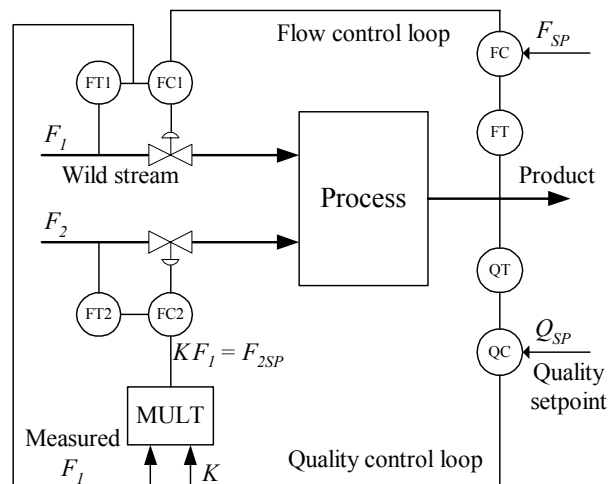 Flow control loop
F_SP
FC
FT1
FC1
FT
F_1
Wild stream
Process
Product
F_2
QT
FT2
FC2
KF_1 = F_2SP
Q_SP
QC
Quality
setpoint
MULT
Measured
F_1
K
Quality control loop